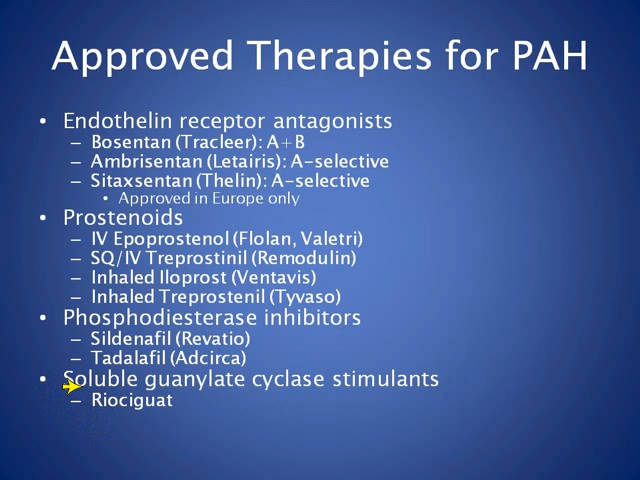 Approved Therapies for PAH
• Endothelin receptor antagonists
– Bosentan (Tracleer): A+B
– Ambrisentan (Letairis): A-selective
– Sitaxsentan (Thelin): A-selective
• Approved in Europe only
• Prostenoids
– IV Epoprostenol (Flolan, Valetri)
– SQ/IV Treprostinil (Remodulin)
– Inhaled Iloprost (Ventavis)
– Inhaled Treprostenil (Tyvaso)
• Phosphodiesterase inhibitors
– Sildenafil (Revatio)
– Tadalafil (Adcirca)
• Soluble guanylate cyclase stimulants
– Riociguat